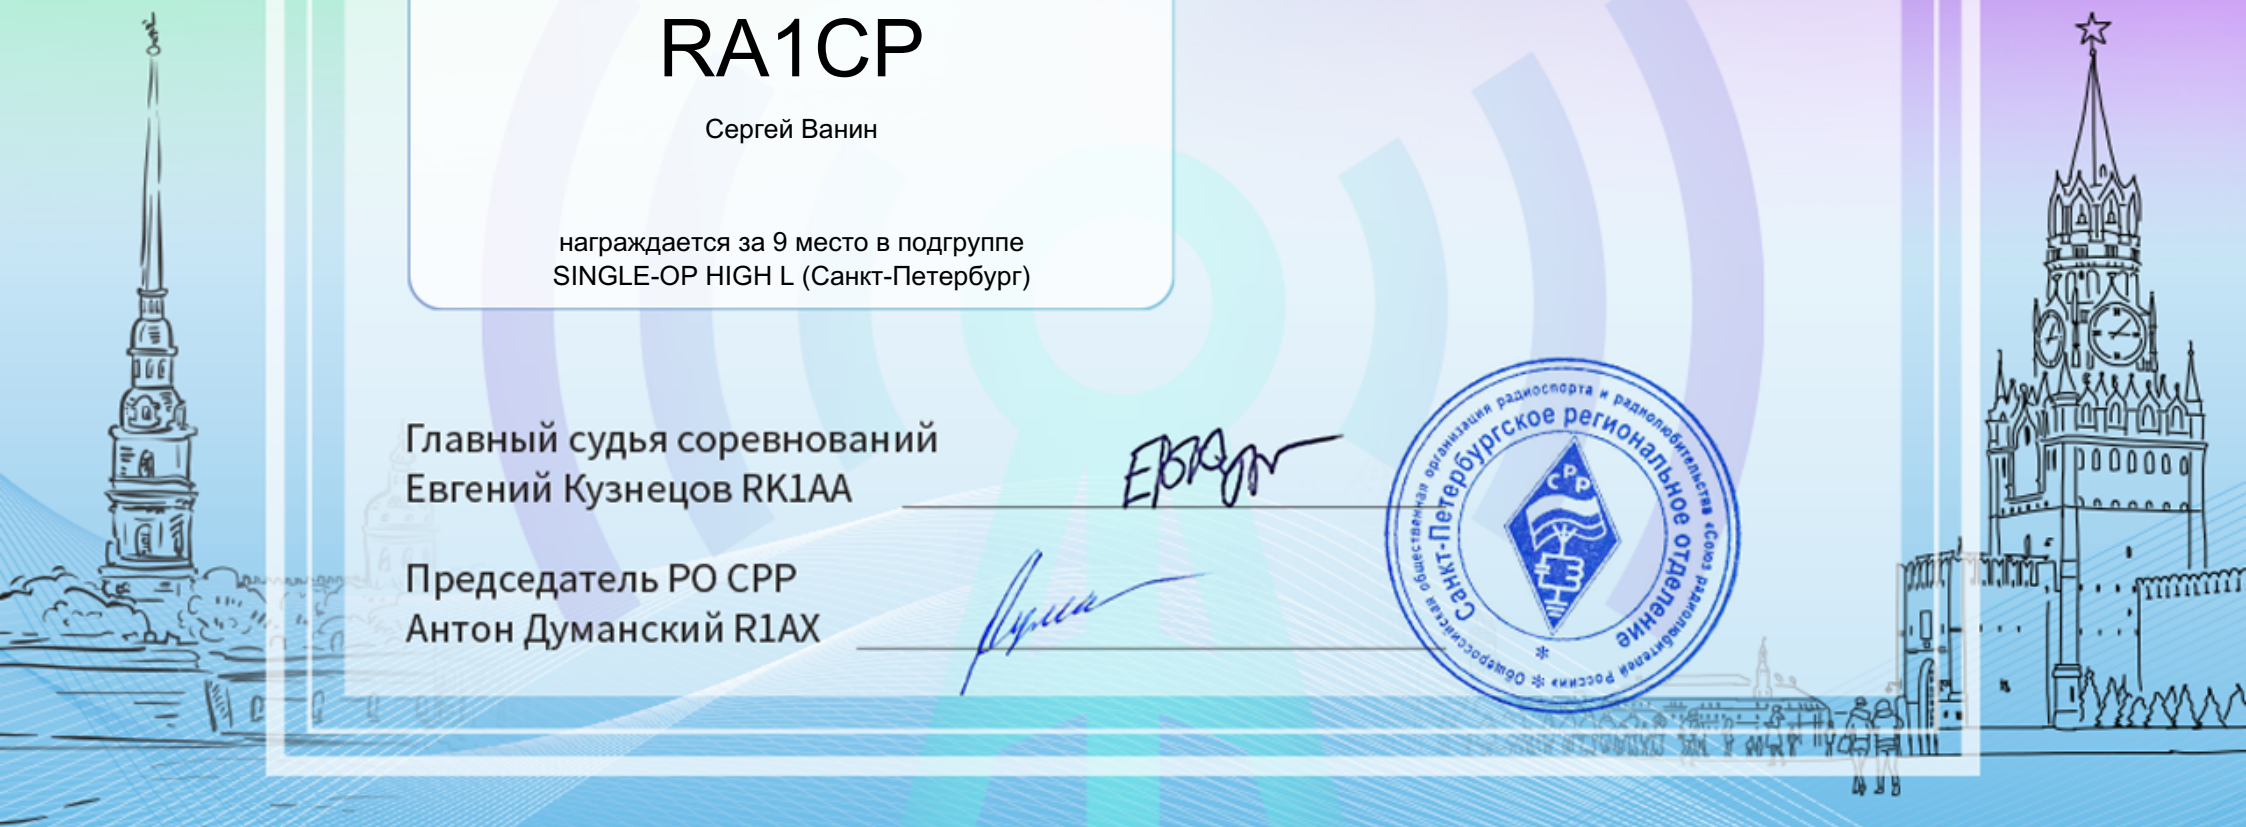 RA1CP
Сергей Ванин
награждается за 9 место в подгруппе
SINGLE-OP HIGH L (Санкт-Петербург)
Главный судья соревнований
Евгений Кузнецов RK1AA
Председатель РО СРР
Антон Думанский R1AX
Общероссийская общественная организация радиоспорта и радиолюбительства «Союз радиолюбителей России»
Санкт-Петербургское региональное отделение
СРР